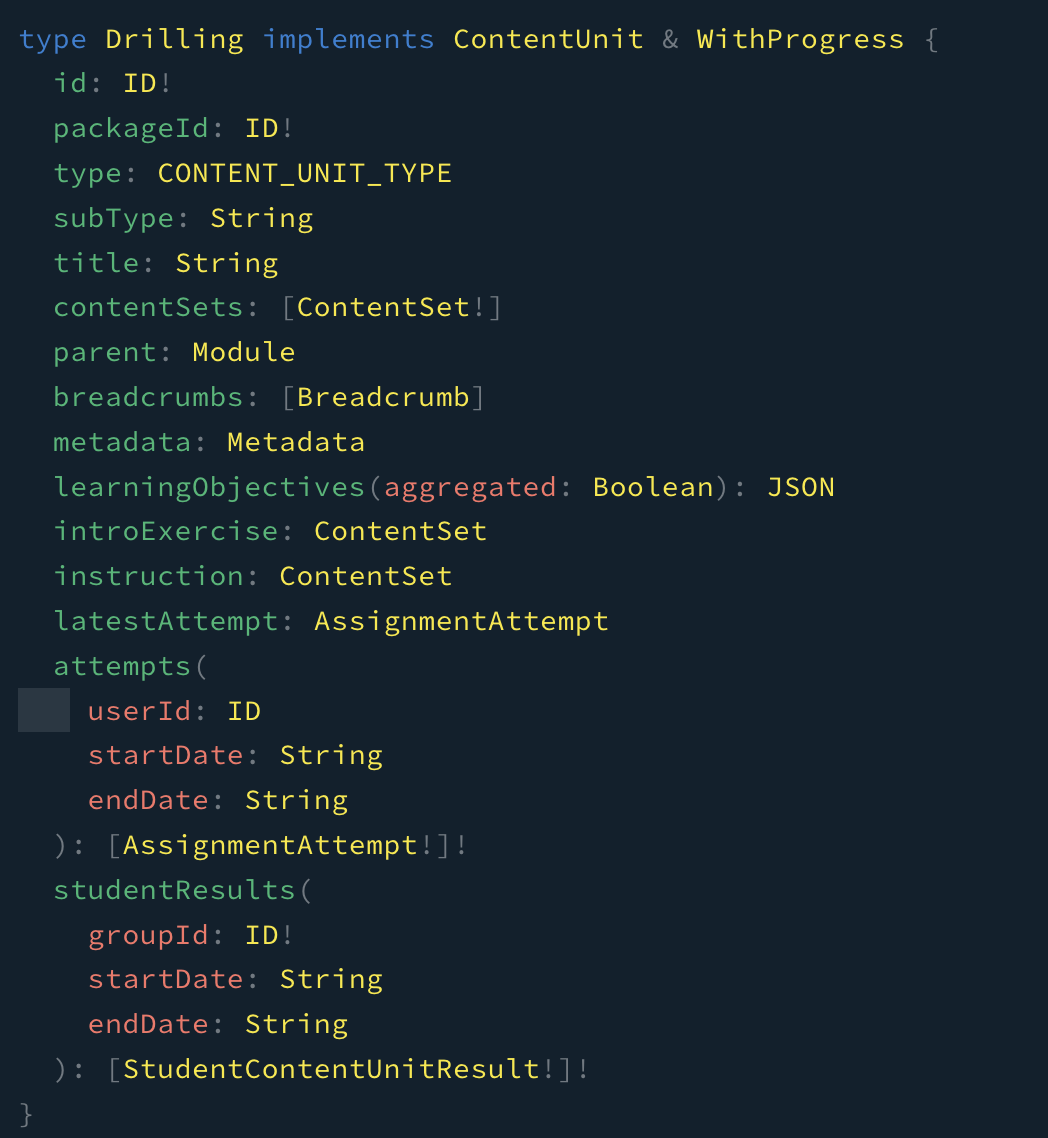 type Drilling implements ContentUnit & WithProgress {
  id: ID!
  packageId: ID!
  type: CONTENT_UNIT_TYPE
  subType: String
  title: String
  contentSets: [ContentSet!]
  parent: Module
  breadcrumbs: [Breadcrumb]
  metadata: Metadata
  learningObjectives(aggregated: Boolean): JSON
  introExercise: ContentSet
  instruction: ContentSet
  latestAttempt: AssignmentAttempt
  attempts(
    userId: ID
    startDate: String
    endDate: String
  ): [AssignmentAttempt!]!
  studentResults(
    groupId: ID!
    startDate: String
    endDate: String
  ): [StudentContentUnitResult!]!
}